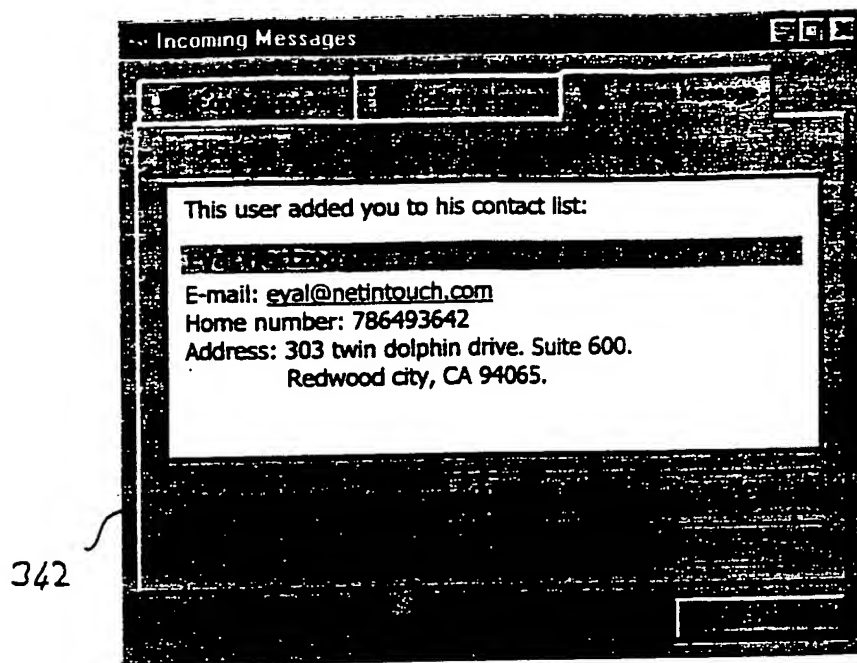 Incoming Messages
This user added you to his contact list:
E-mail: eyal@netintouch.com
Home number: 786493642
Address: 303 twin dolphin drive. Suite 600.
Redwood city, CA 94065.
342